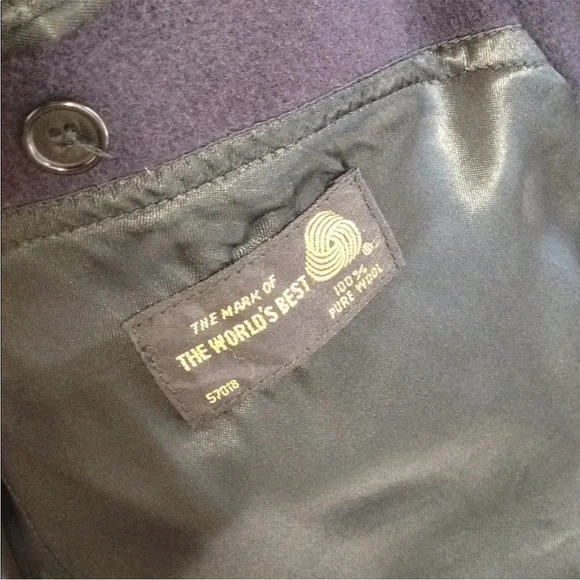 THE MARK OF
THE WORLD'S BEST
57018
®
100%
PURE WOOL